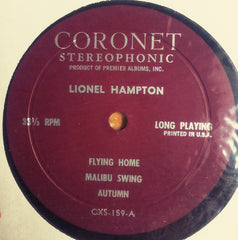 CORONET
STEREOPHONIC
PRODUCT OF PREMIER ALBUMS, INC.
LIONEL HAMPTON
33⅓ RPM
LONG PLAYING
PRINTED IN U.S.A.
FLYING HOME
MALIBU SWING
AUTUMN
CXS-159-A